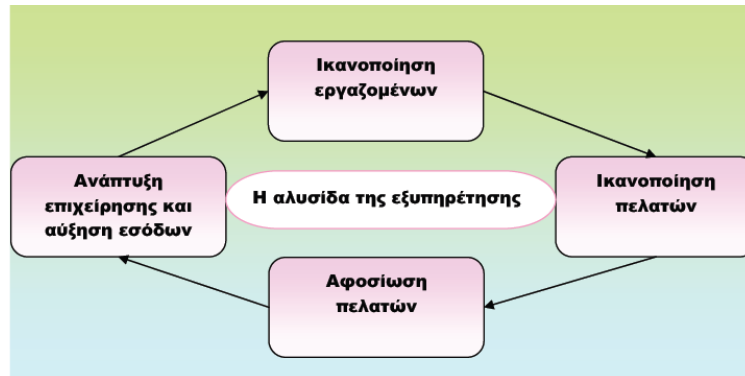 Ικανοποίηση
εργαζομένων
Ανάπτυξη
επιχείρησης και
αύξηση εσόδων
Η αλυσίδα της εξυπηρέτησης
Ικανοποίηση
πελατών
Αφοσίωση
πελατών